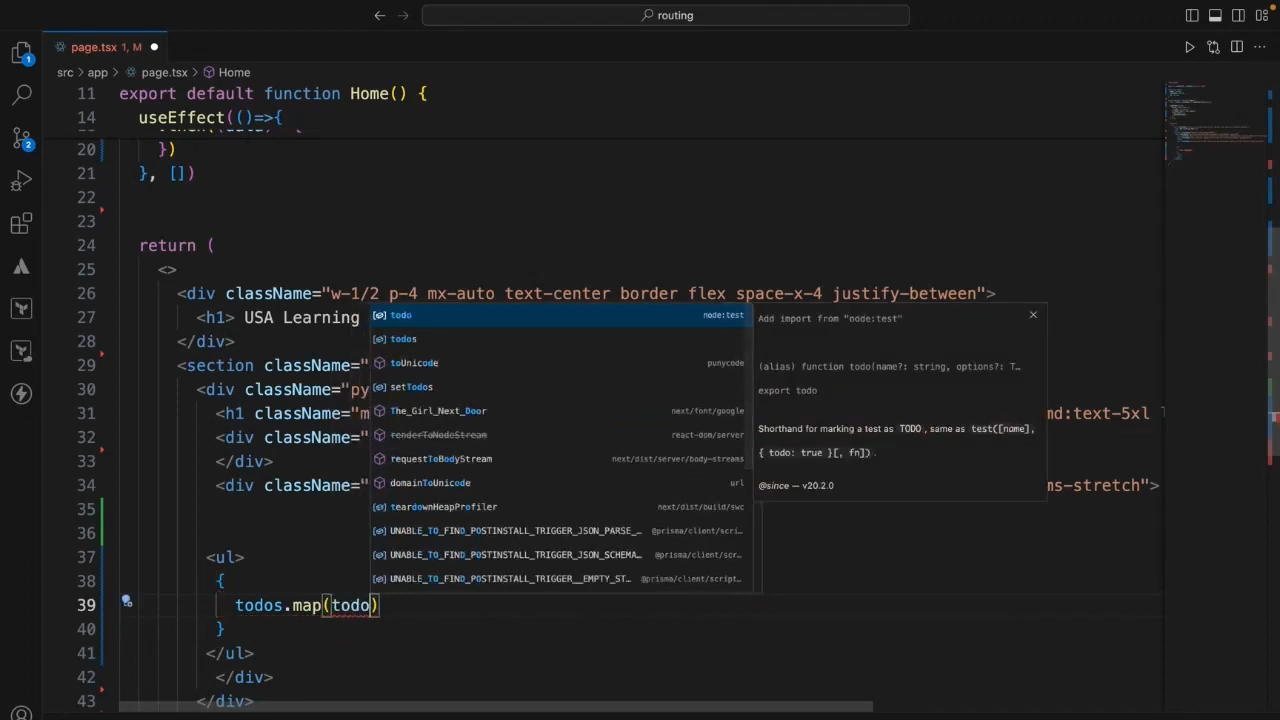 routing
page.tsx 1, M
src > app > page.tsx > Home
11 export default function Home() {
14 useEffect(()=>{
20 })
21 }, [])
22
23
24 return (
25 <>
26 <div className="w-1/2 p-4 mx-auto text-center border flex space-x-4 justify-between">
27 <h1> USA Learning
28 </div>
29 <section className="
30 <div className="py
31 <h1 className="m nd:text-5xl l
32 <div className="
33 </div>
34 <div className=" ms-stretch">
35
36
37 <ul>
38 {
39 todos.map(todo)
40 }
41 </ul>
42 </div>
43 </div>
todo node:test
todos
toUnicode punycode
setTodos
The_Girl_Next_Door next/font/google
renderToNodeStream react-dom/server
requestToBodyStream next/dist/server/body-streams
domainToUnicode url
teardownHeapProfiler next/dist/build/swc
UNABLE_TO_FIND_POSTINSTALL_TRIGGER_JSON_PARSE_… @prisma/client/scri…
UNABLE_TO_FIND_POSTINSTALL_TRIGGER_JSON_SCHEMA… @prisma/client/scr…
UNABLE_TO_FIND_POSTINSTALL_TRIGGER__EMPTY_ST… @prisma/client/script…
Add import from "node:test"
(alias) function todo(name?: string, options?: T…
export todo
Shorthand for marking a test as TODO , same as test([name],
{ todo: true }[, fn]) .
@since — v20.2.0
1
2